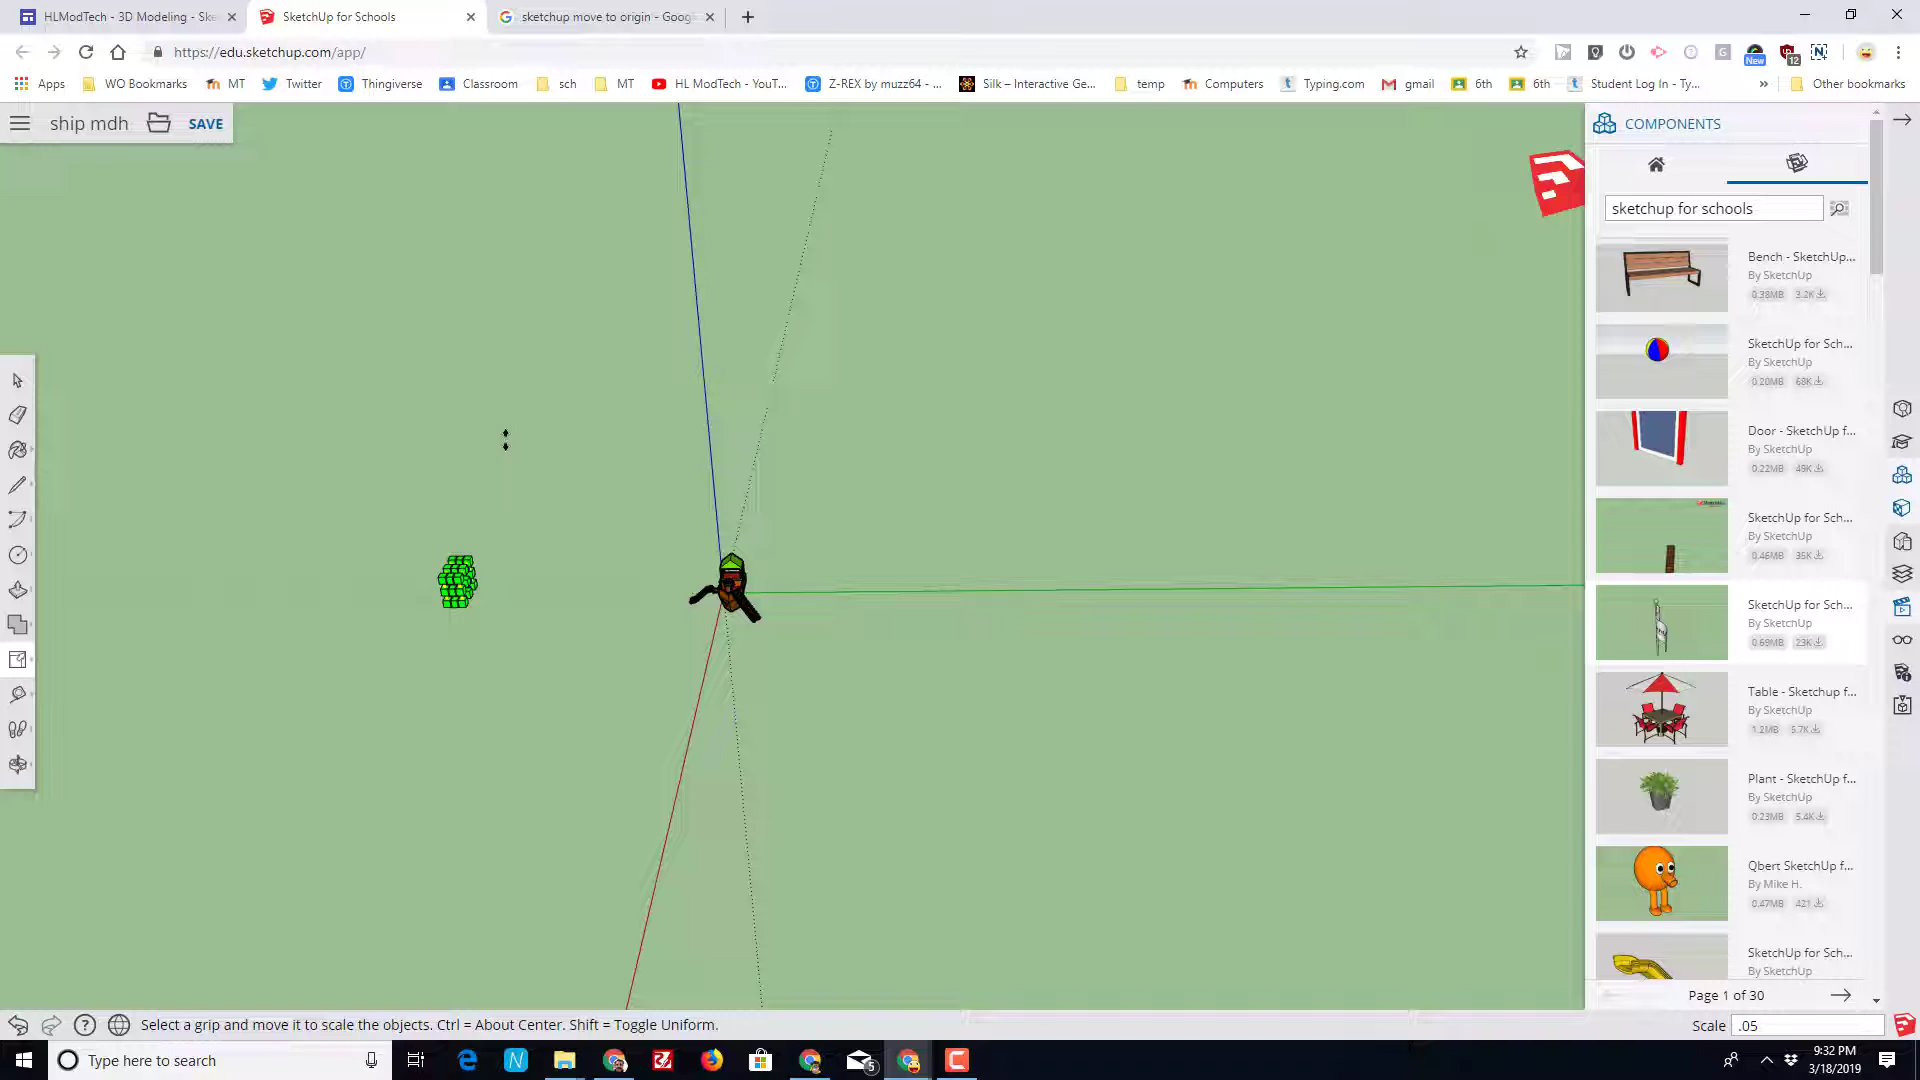 HLModTech - 3D Modeling - Ske
SketchUp for Schools
sketchup move to origin - Goog
https://edu.sketchup.com/app/
New
12
Apps
WO Bookmarks
MT
Twitter
Thingiverse
Classroom
sch
MT
HL ModTech - YouT...
Z-REX by muzz64 - ...
Silk – Interactive Ge...
temp
Computers
Typing.com
gmail
6th
6th
Student Log In - Ty...
»
Other bookmarks
ship mdh
SAVE
COMPONENTS
sketchup for schools
Bench - SketchUp...
By SketchUp
0.38MB 3.2K
SketchUp for Sch...
By SketchUp
0.20MB 68K
Door - SketchUp f...
By SketchUp
0.22MB 49K
SketchUp for Sch...
By SketchUp
0.46MB 35K
SketchUp for Sch...
By SketchUp
0.69MB 23K
Table - Sketchup f...
By SketchUp
1.2MB 5.7K
Plant - SketchUp f...
By SketchUp
0.23MB 5.4K
Qbert SketchUp f...
By Mike H.
0.47MB 421
SketchUp for Sch...
By SketchUp
Page 1 of 30
Select a grip and move it to scale the objects. Ctrl = About Center. Shift = Toggle Uniform.
Scale .05
Type here to search
5
9:32 PM
3/18/2019